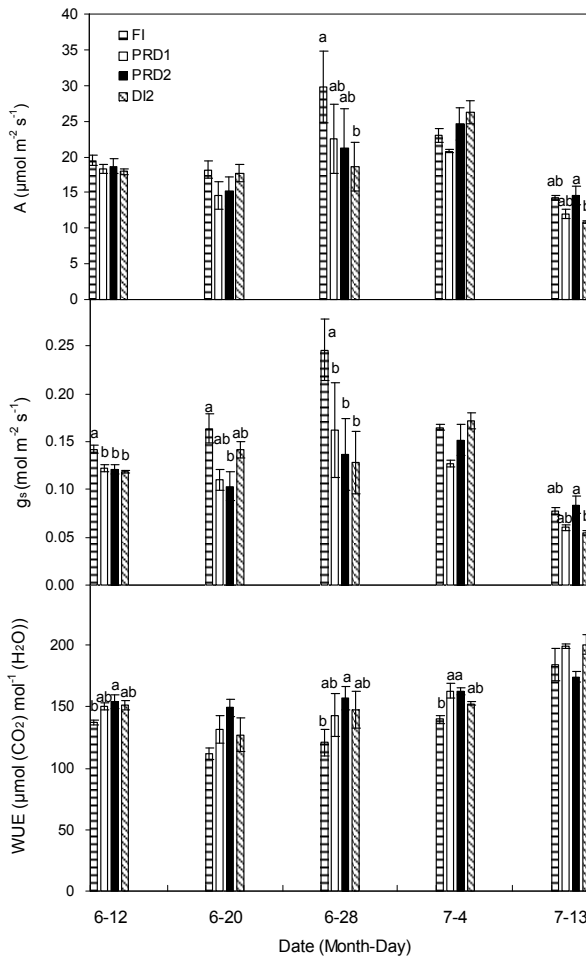 40
35
30
25
20
15
10
5
0
A (µmol m⁻² s⁻¹)
FI
PRD1
PRD2
DI2
a
ab
ab
b
ab
ab
a
b
0.25
0.20
0.15
0.10
0.05
0.00
gs (mol m⁻² s⁻¹)
a
b
b
b
a
ab
b
ab
a
b
b
b
ab
ab
a
b
200
150
100
50
0
WUE (µmol (CO₂) mol⁻¹ (H₂O))
b
ab
a
ab
b
ab
a
ab
b
aa
ab
6-12
6-20
6-28
7-4
7-13
Date (Month-Day)